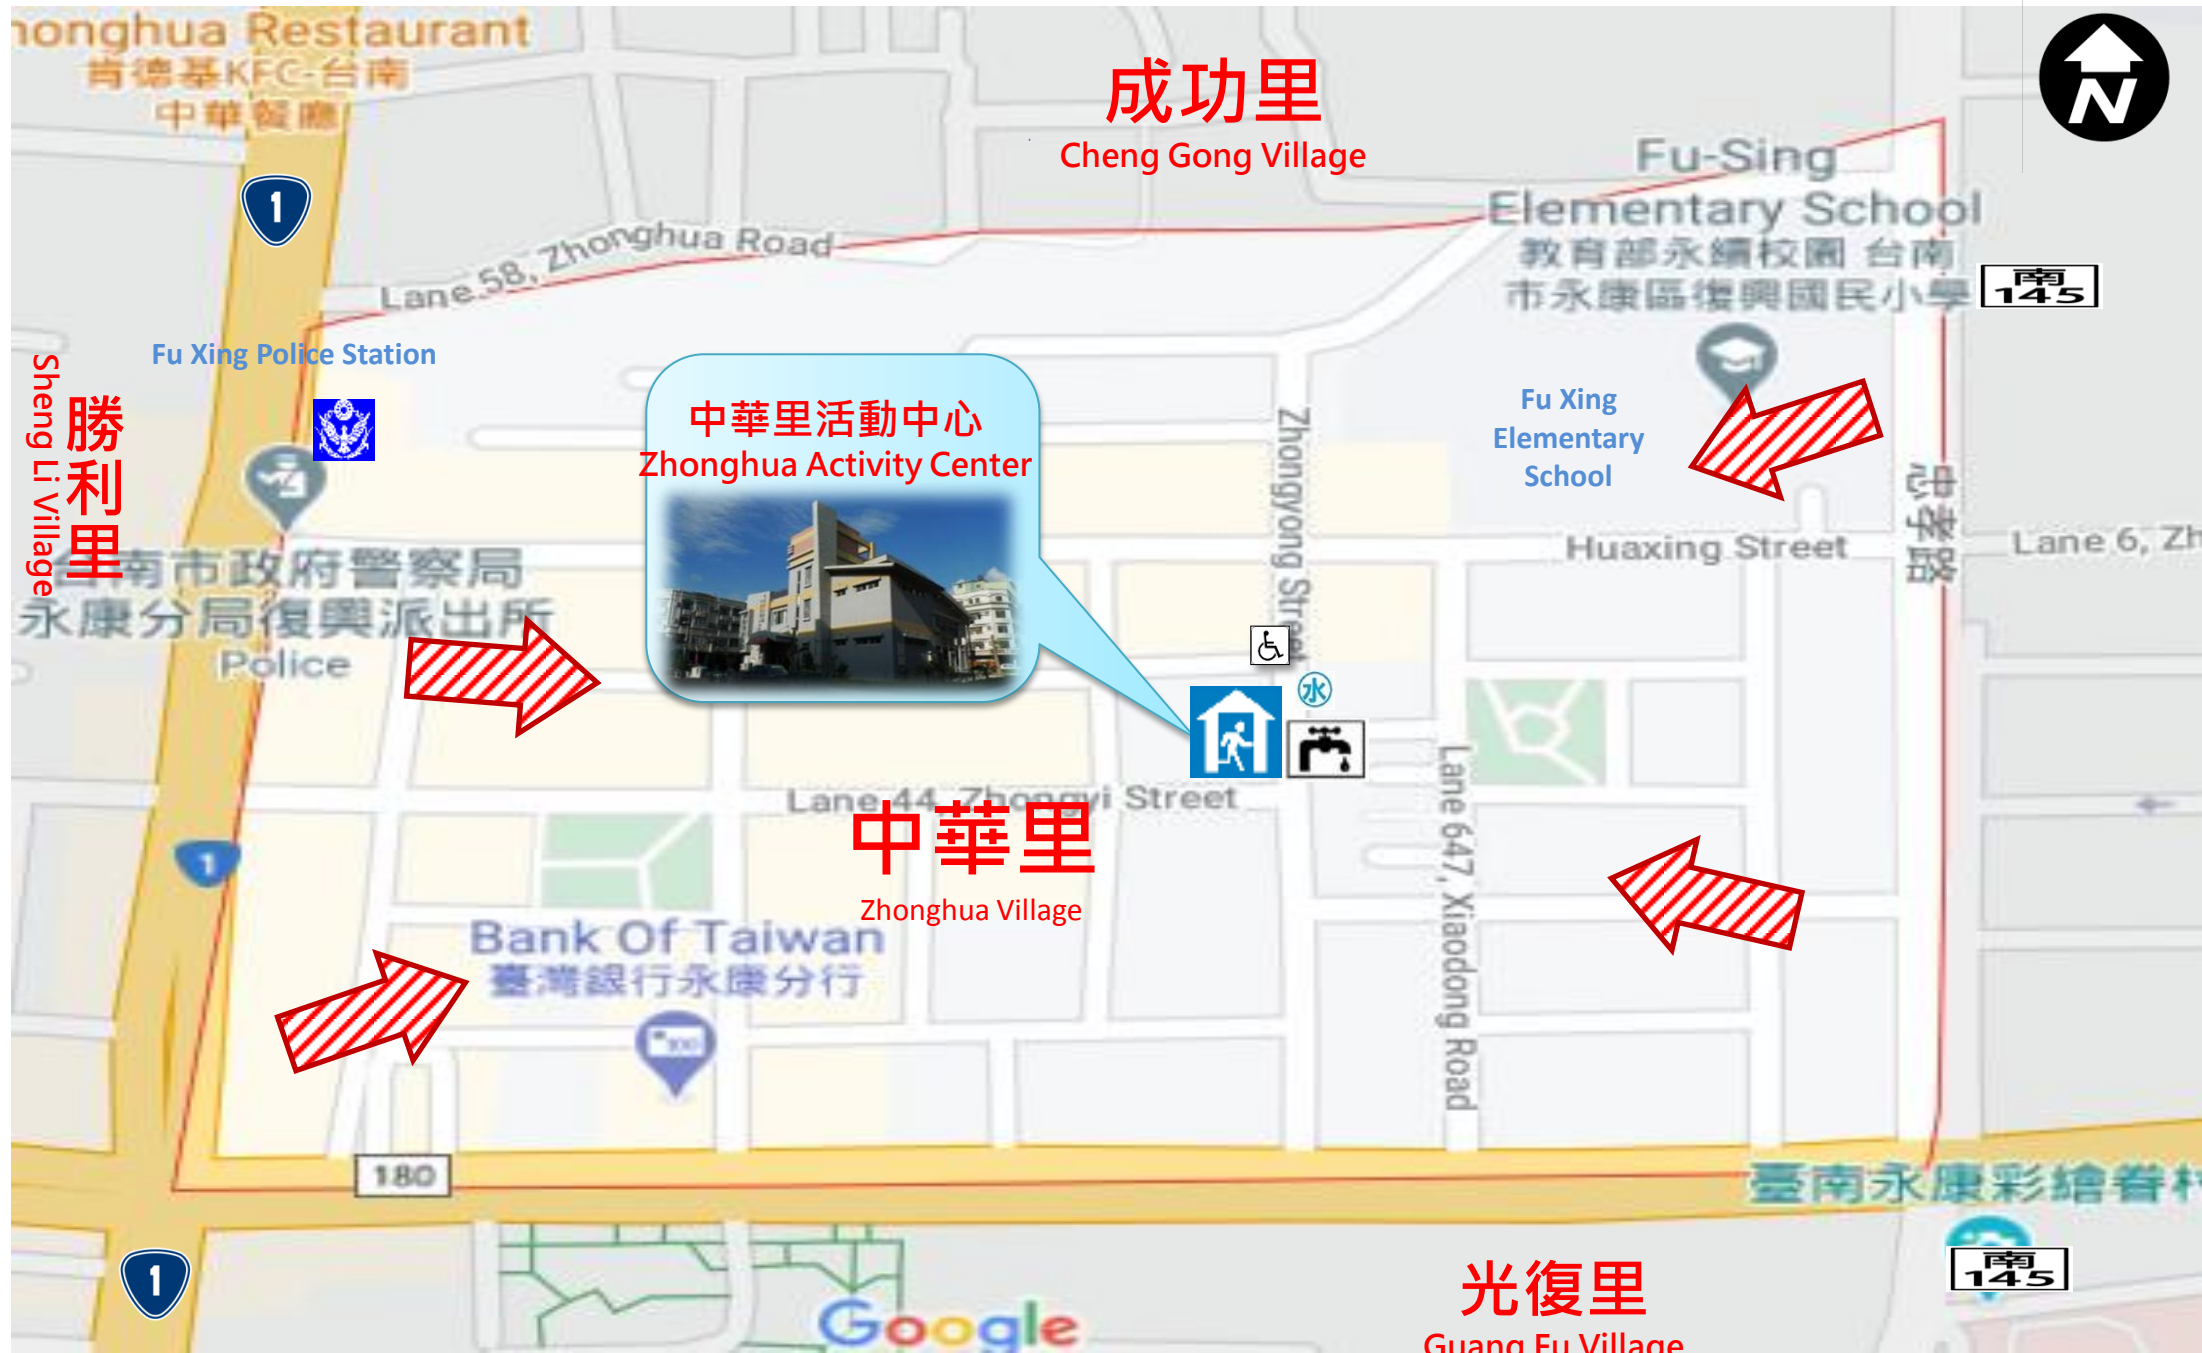 onghua Restaurant
肯德基KFC-台南
中華餐廳
成功里
Cheng Gong Village
N
1
Lane 58, Zhonghua Road
Fu-Sing
Elementary School
教育部永續校園 台南
市永康區復興國民小學
南
145
Fu Xing Police Station
勝利里
Sheng Li Village
中華里活動中心
Zhonghua Activity Center
Zhongyong Street
Fu Xing
Elementary
School
忠孝路
Huaxing Street
Lane 6, Zh
台南市政府警察局
永康分局復興派出所
Police
水
Lane 44, Zhongyi Street
中華里
Zhonghua Village
Lane 647, Xiaodong Road
1
Bank Of Taiwan
臺灣銀行永康分行
100
180
臺南永康彩繪眷村
1
南
145
Google
光復里
Guang Fu Village